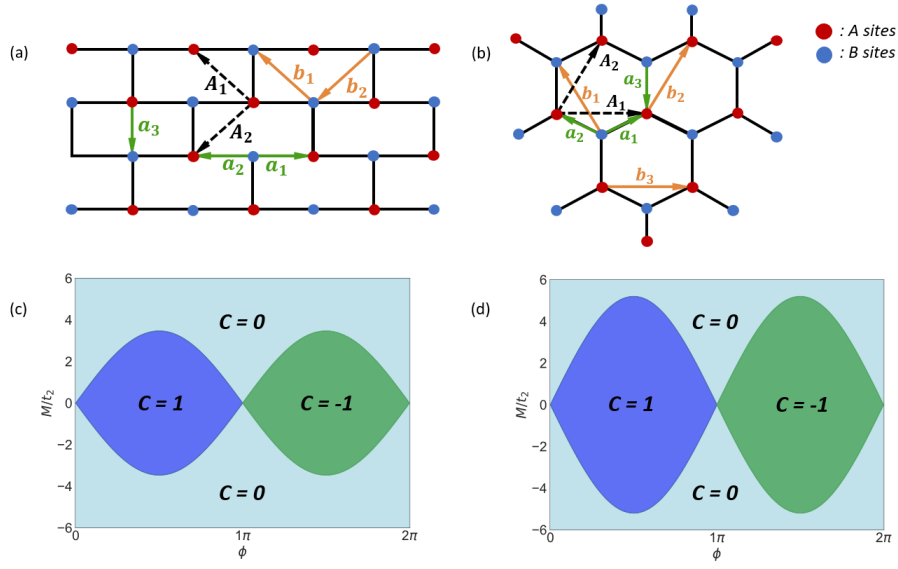 (a)
A₁
b₁
b₂
A₂
a₃
a₂
a₁
(b)
: A sites
: B sites
A₂
a₃
b₁
A₁
b₂
a₂
a₁
b₃
(c)
M/t₂
6
4
2
0
−2
−4
−6
C = 0
C = 1
C = -1
C = 0
0
1π
2π
ϕ
(d)
M/t₂
6
4
2
0
−2
−4
−6
C = 0
C = 1
C = -1
C = 0
0
1π
2π
ϕ